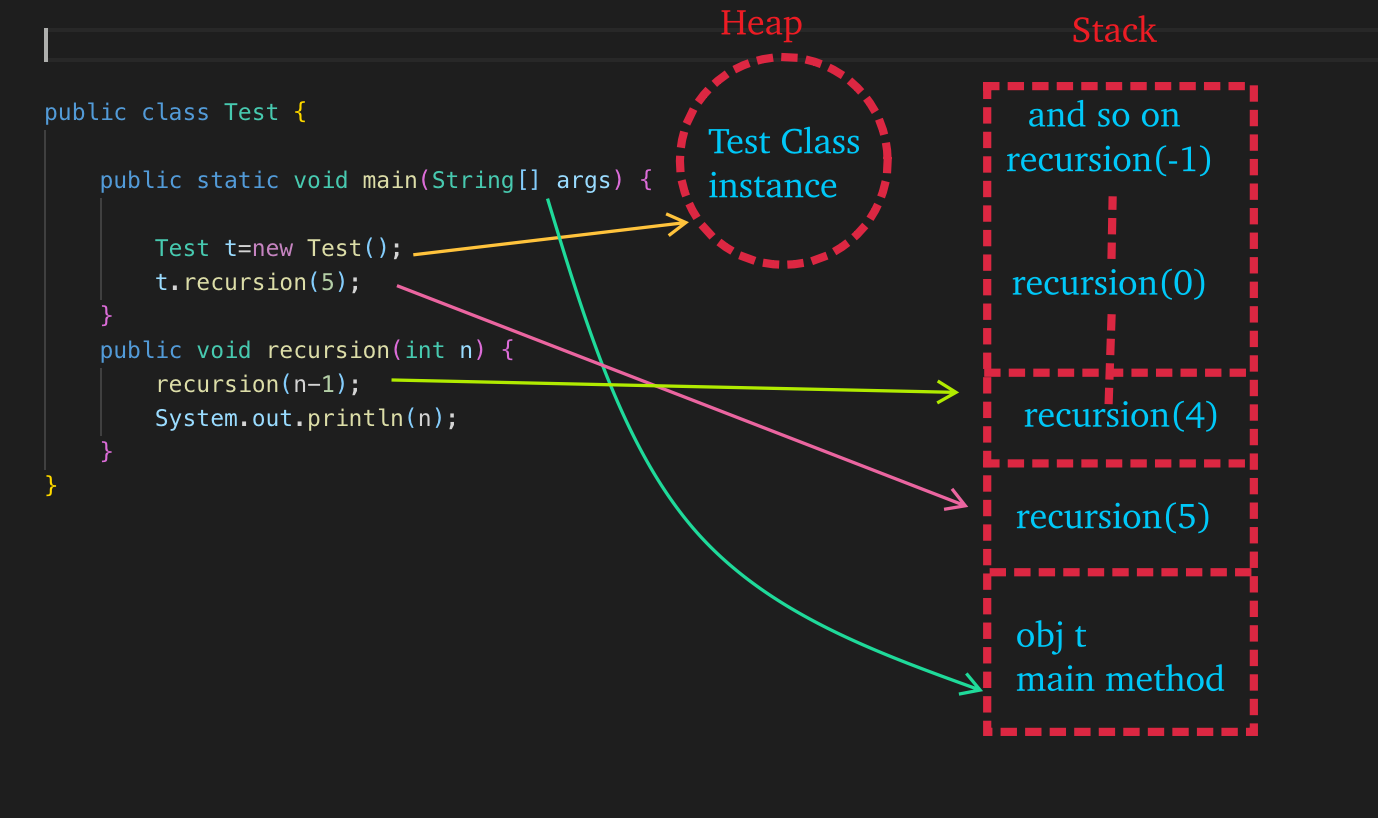 Heap
Stack
public class Test {
public static void main(String[] args) {
Test t=new Test();
t.recursion(5);
}
public void recursion(int n) {
recursion(n-1);
System.out.println(n);
}
}
Test Class
instance
and so on
recursion(-1)
recursion(0)
recursion(4)
recursion(5)
obj t
main method